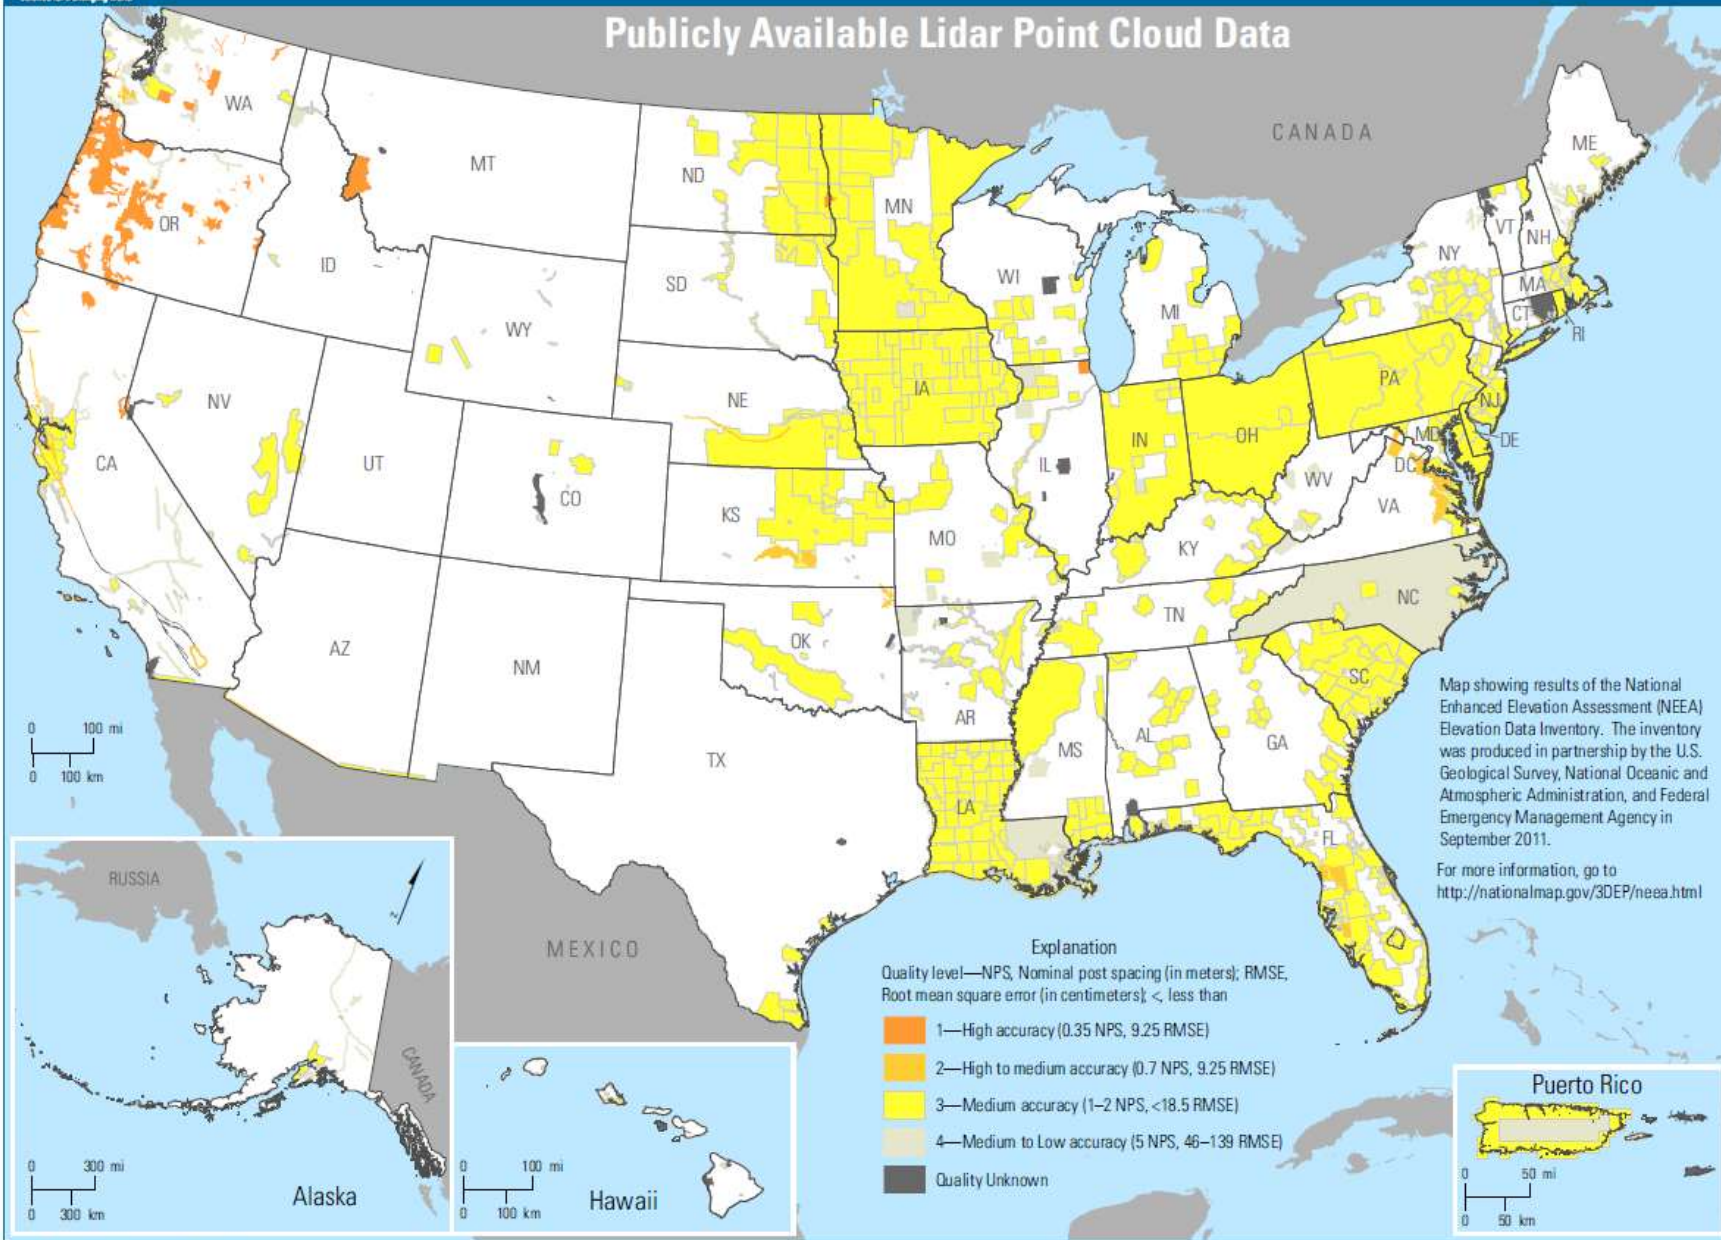 Publicly Available Lidar Point Cloud Data
CANADA
WA
MT
ND
MN
ME
OR
ID
SD
WI
MI
NY
VT
NH
MA
CT
RI
WY
IA
PA
NJ
NV
NE
IL
IN
OH
MD
DE
DC
CA
UT
CO
KS
MO
WV
VA
KY
AZ
NM
OK
AR
TN
NC
SC
TX
LA
MS
AL
GA
FL
MEXICO
0 100 mi
0 100 km
Map showing results of the National
Enhanced Elevation Assessment (NEEA)
Elevation Data Inventory. The inventory
was produced in partnership by the U.S.
Geological Survey, National Oceanic and
Atmospheric Administration, and Federal
Emergency Management Agency in
September 2011.
For more information, go to
http://nationalmap.gov/3DEP/neea.html
RUSSIA
CANADA
N
0 300 mi
0 300 km
Alaska
0 100 mi
0 100 km
Hawaii
Explanation
Quality level—NPS, Nominal post spacing (in meters); RMSE,
Root mean square error (in centimeters); <, less than
1—High accuracy (0.35 NPS, 9.25 RMSE)
2—High to medium accuracy (0.7 NPS, 9.25 RMSE)
3—Medium accuracy (1–2 NPS, <18.5 RMSE)
4—Medium to Low accuracy (5 NPS, 46–139 RMSE)
Quality Unknown
Puerto Rico
0 50 mi
0 50 km